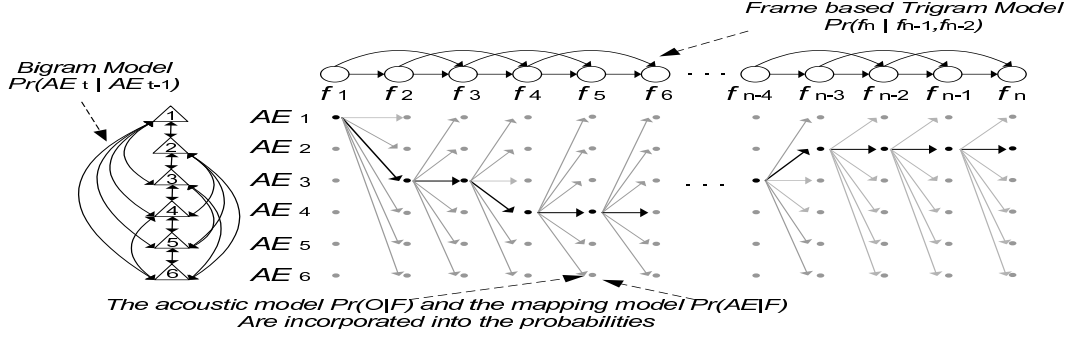 Frame based Trigram Model
Pr(fn | fn-1,fn-2)
Bigram Model
Pr(AE t | AE t-1)
f 1 f 2 f 3 f 4 f 5 f 6 . . . f n-4 f n-3 f n-2 f n-1 f n
1
2
3
4
5
6
AE 1
AE 2
AE 3
AE 4
AE 5
AE 6
. . .
The acoustic model Pr(O|F) and the mapping model Pr(AE|F)
Are incorporated into the probabilities